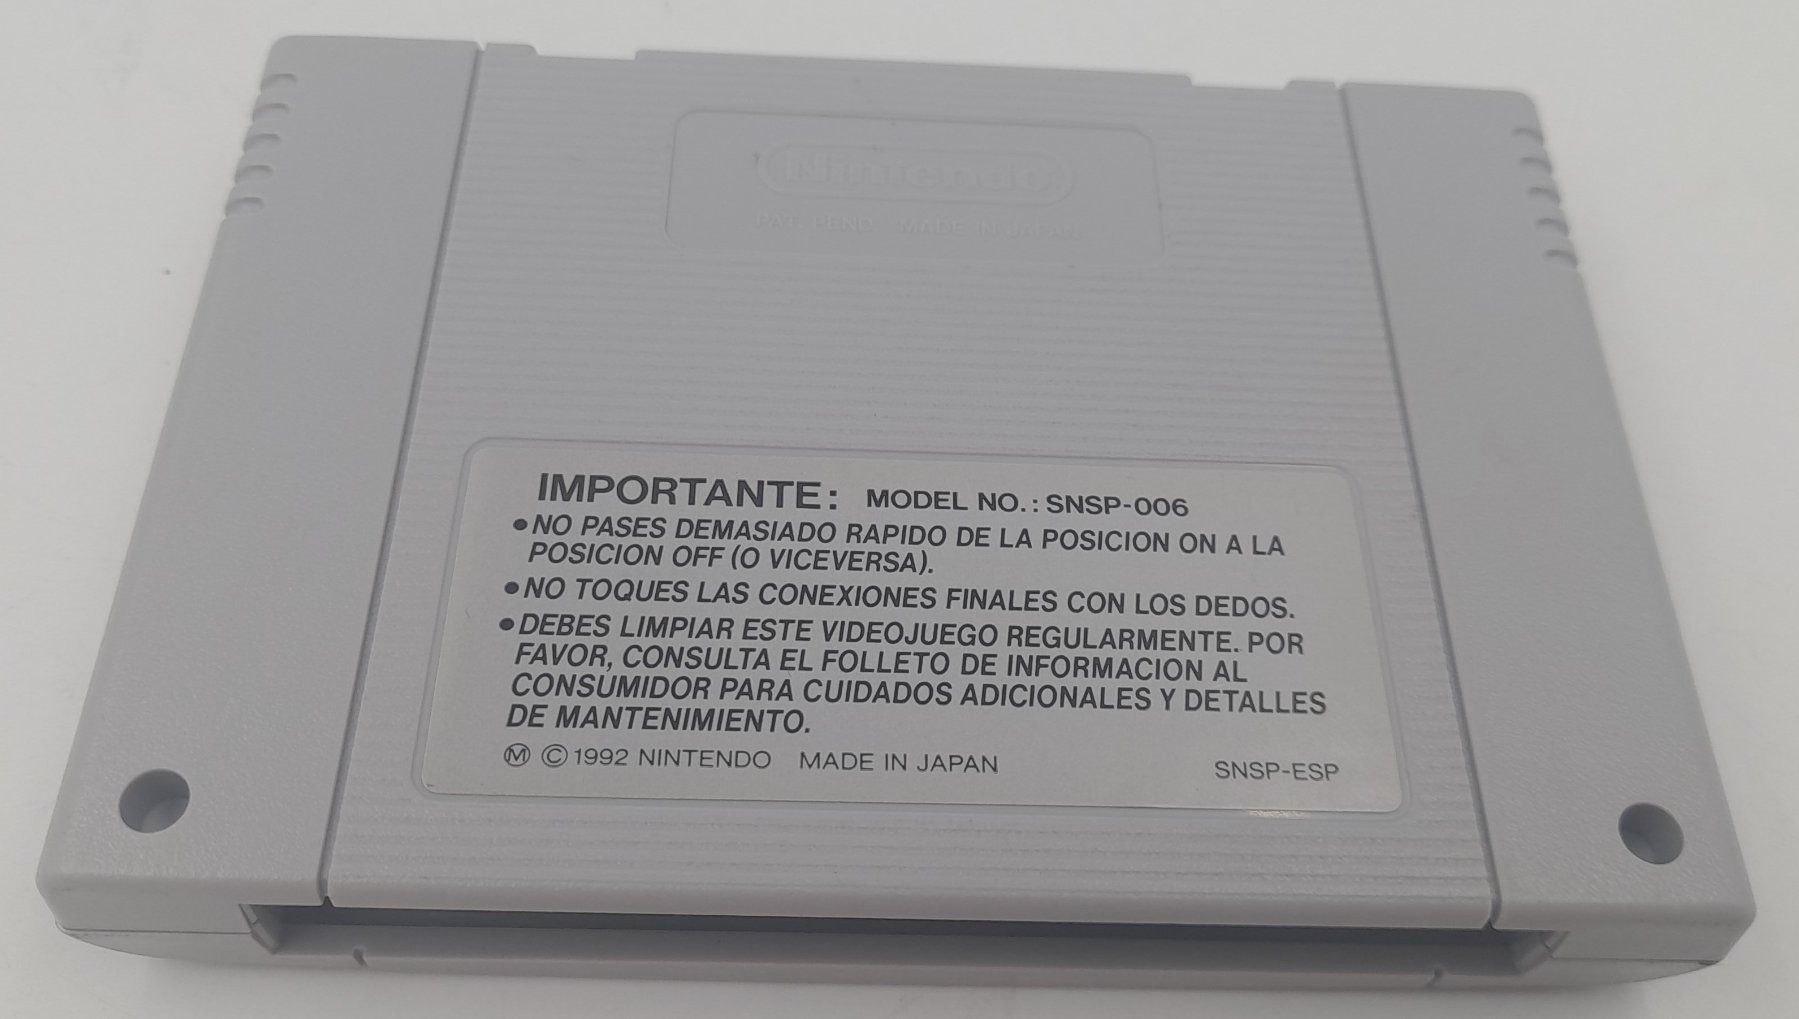 Nintendo
PAT. PEND. MADE IN JAPAN
IMPORTANTE: MODEL NO.: SNSP-006
•NO PASES DEMASIADO RAPIDO DE LA POSICION ON A LA
POSICION OFF (O VICEVERSA).
•NO TOQUES LAS CONEXIONES FINALES CON LOS DEDOS.
•DEBES LIMPIAR ESTE VIDEOJUEGO REGULARMENTE. POR
FAVOR, CONSULTA EL FOLLETO DE INFORMACION AL
CONSUMIDOR PARA CUIDADOS ADICIONALES Y DETALLES
DE MANTENIMIENTO.
Ⓜ © 1992 NINTENDO MADE IN JAPAN SNSP-ESP